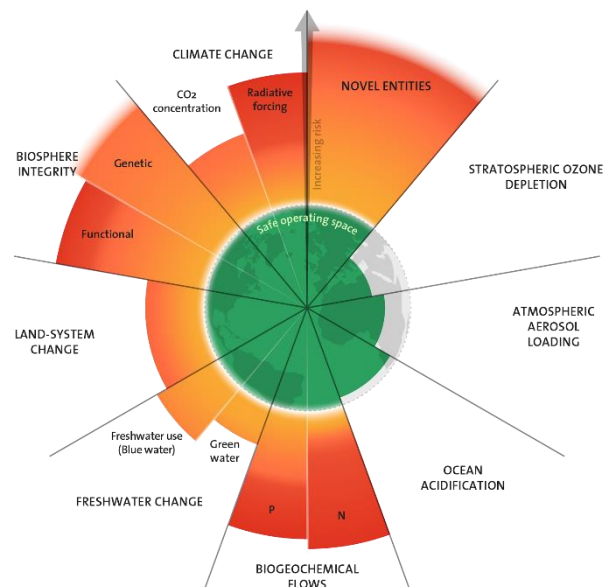 CLIMATE CHANGE
CO2
concentration
Radiative
forcing
NOVEL ENTITIES
Increasing risk
BIOSPHERE
INTEGRITY
Genetic
STRATOSPHERIC OZONE
DEPLETION
Functional
Safe operating space
LAND-SYSTEM
CHANGE
ATMOSPHERIC
AEROSOL
LOADING
Freshwater use
(Blue water)
Green
water
FRESHWATER CHANGE
P
N
OCEAN
ACIDIFICATION
BIOGEOCHEMICAL
FLOWS